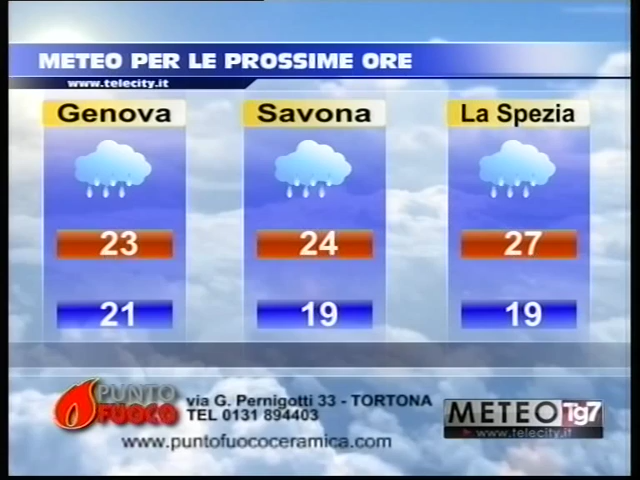 METEO PER LE PROSSIME ORE
www.telecity.it
Genova
Savona
La Spezia
23
24
27
21
19
19
PUNTO
FUOCO
via G. Pernigotti 33 - TORTONA
TEL 0131 894403
www.puntofuococeramica.com
METEO Tg7
www.telecity.it